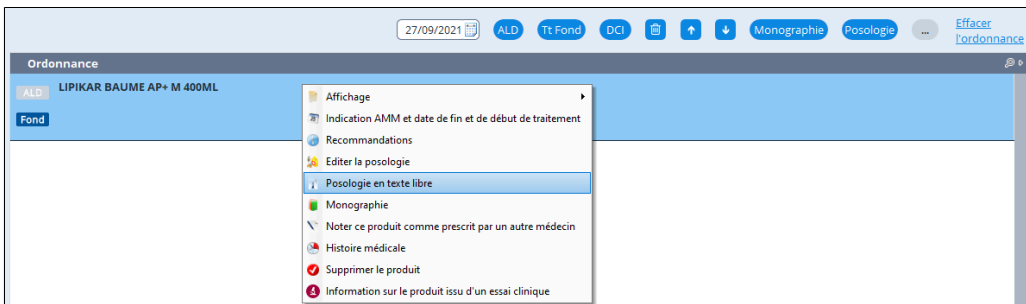 27/09/2021 ALD Tt Fond DCI Monographie Posologie ... Effacer
l'ordonnance
Ordonnance
ALD LIPIKAR BAUME AP+ M 400ML
Fond
Affichage
Indication AMM et date de fin et de début de traitement
Recommandations
Editer la posologie
Posologie en texte libre
Monographie
Noter ce produit comme prescrit par un autre médecin
Histoire médicale
Supprimer le produit
Information sur le produit issu d'un essai clinique